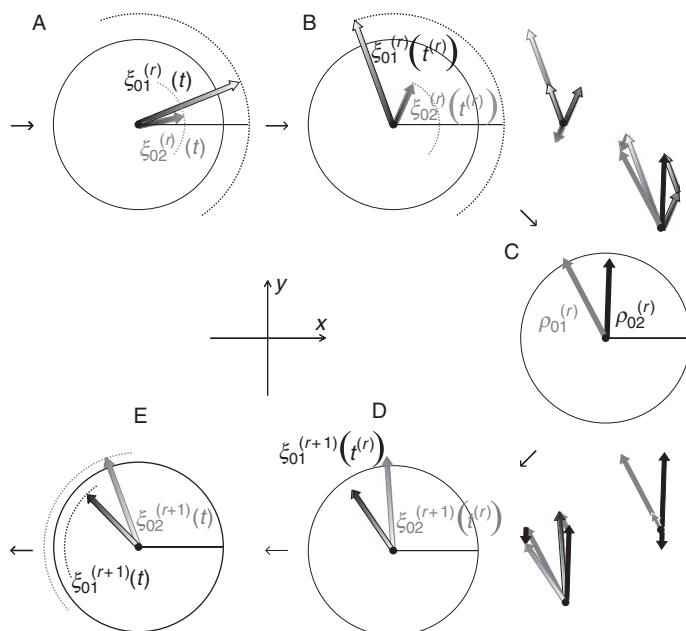 A
ξ01^(r) (t)
ξ02^(r) (t)
B
ξ01^(r) (t^(r))
ξ02^(r) (t^(r))
C
ρ01^(r)
ρ02^(r)
y
x
E
ξ02^(r+1) (t)
ξ01^(r+1) (t)
D
ξ01^(r+1) (t^(r))
ξ02^(r+1) (t^(r))